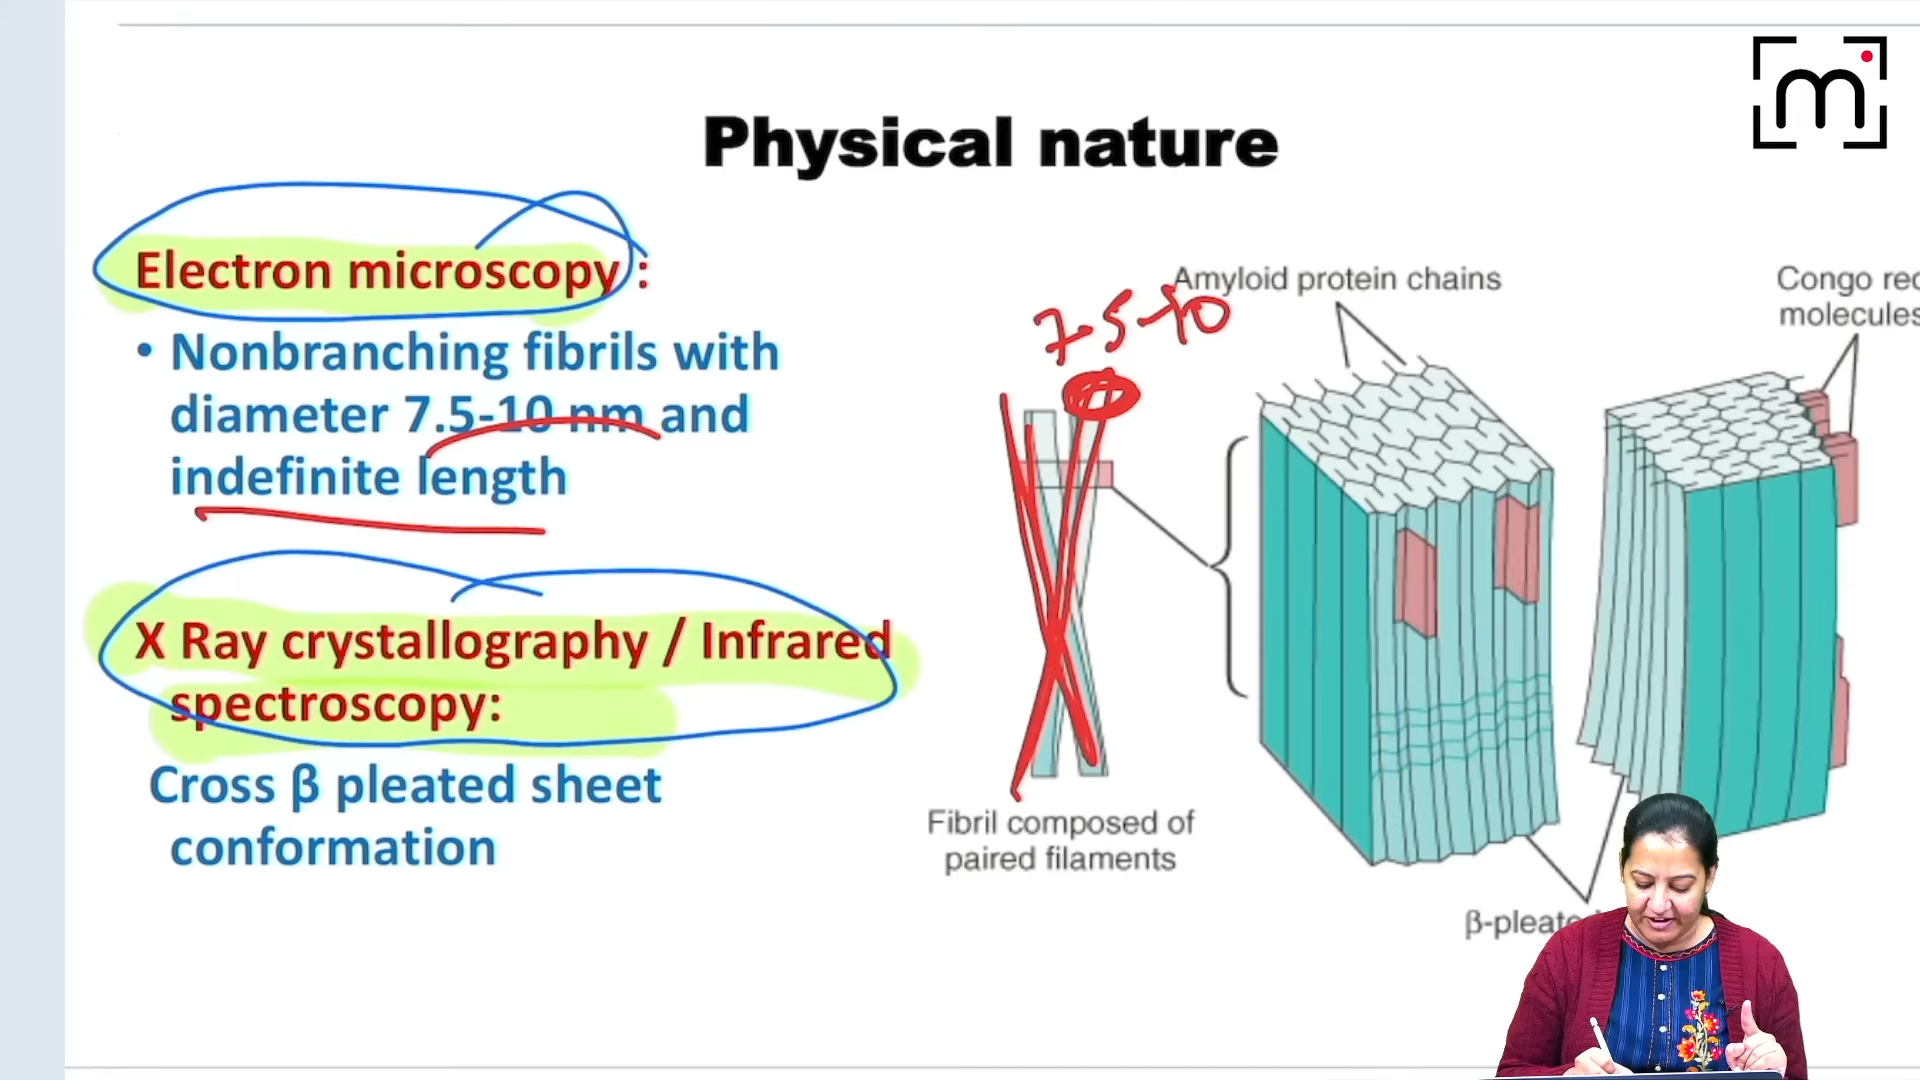 Physical nature
Electron microscopy :
• Nonbranching fibrils with
diameter 7.5-10 nm and
indefinite length
X Ray crystallography / Infrared
spectroscopy:
Cross β pleated sheet
conformation
7.5-10
Amyloid protein chains
Congo red
molecules
Fibril composed of
paired filaments
m